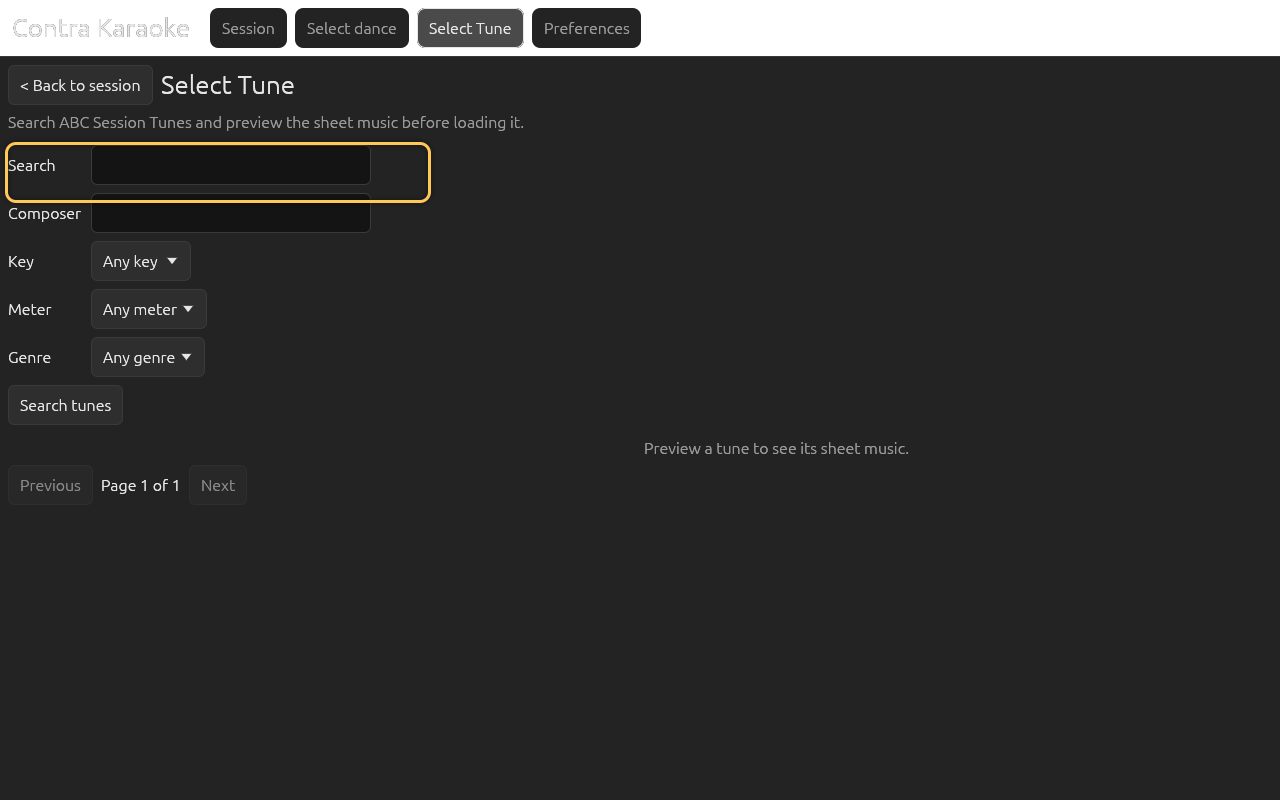 Contra Karaoke Session Select dance Select Tune Preferences
< Back to session Select Tune
Search ABC Session Tunes and preview the sheet music before loading it.
Search
Composer
Key Any key
Meter Any meter
Genre Any genre
Search tunes
Preview a tune to see its sheet music.
Previous Page 1 of 1 Next